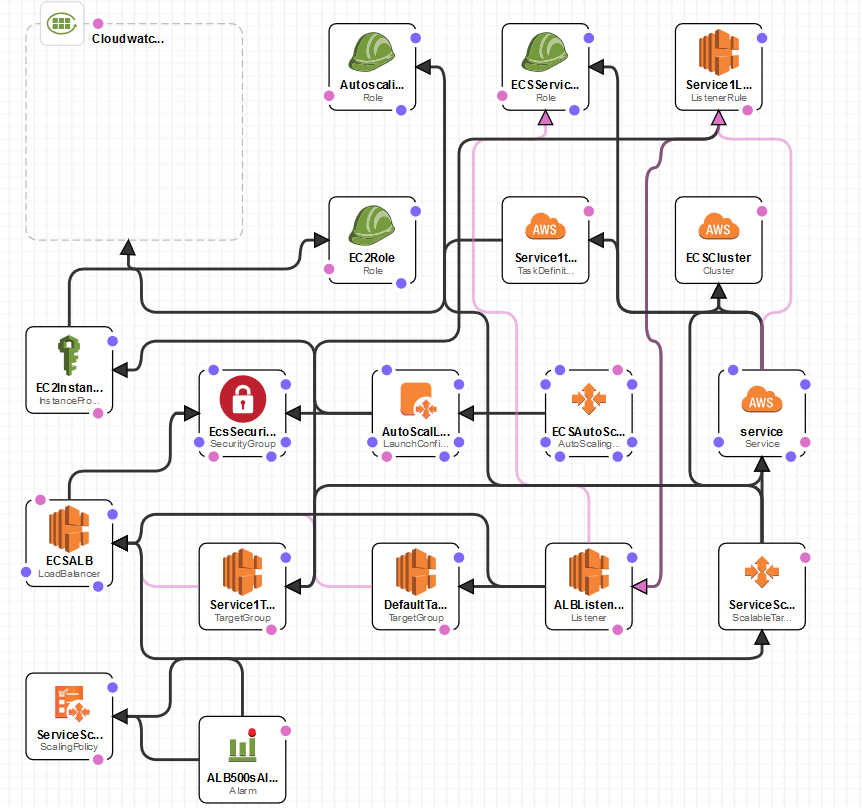 Cloudwatc...
Autoscali...
Role
ECSServic...
Role
Service1L...
ListenerRule
EC2Role
Role
AWS
Service1t...
TaskDefinit...
AWS
ECSCluster
Cluster
EC2Instan...
InstancePro...
EcsSecuri...
SecurityGroup
AutoScalL...
LaunchConfi...
ECSAutoSc...
AutoScaling...
AWS
service
Service
ECSALB
LoadBalancer
Service1T...
TargetGroup
DefaultTa...
TargetGroup
ALBListen...
Listener
ServiceSc...
ScalableTar...
ServiceSc...
ScalingPolicy
ALB500sAl...
Alarm